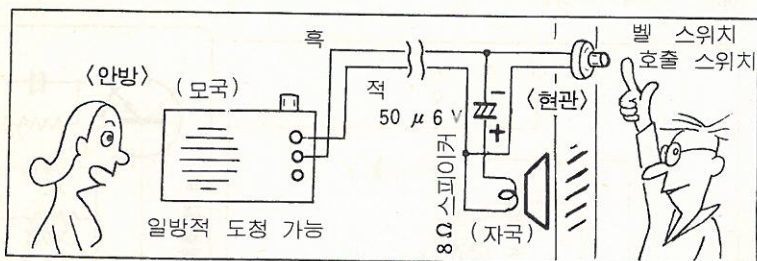 흑
벨 스위치
호출 스위치
〈안방〉
(모국)
적
50 μ 6 V
〈현관〉
8Ω 스피이커
(자국)
일방적 도청 가능